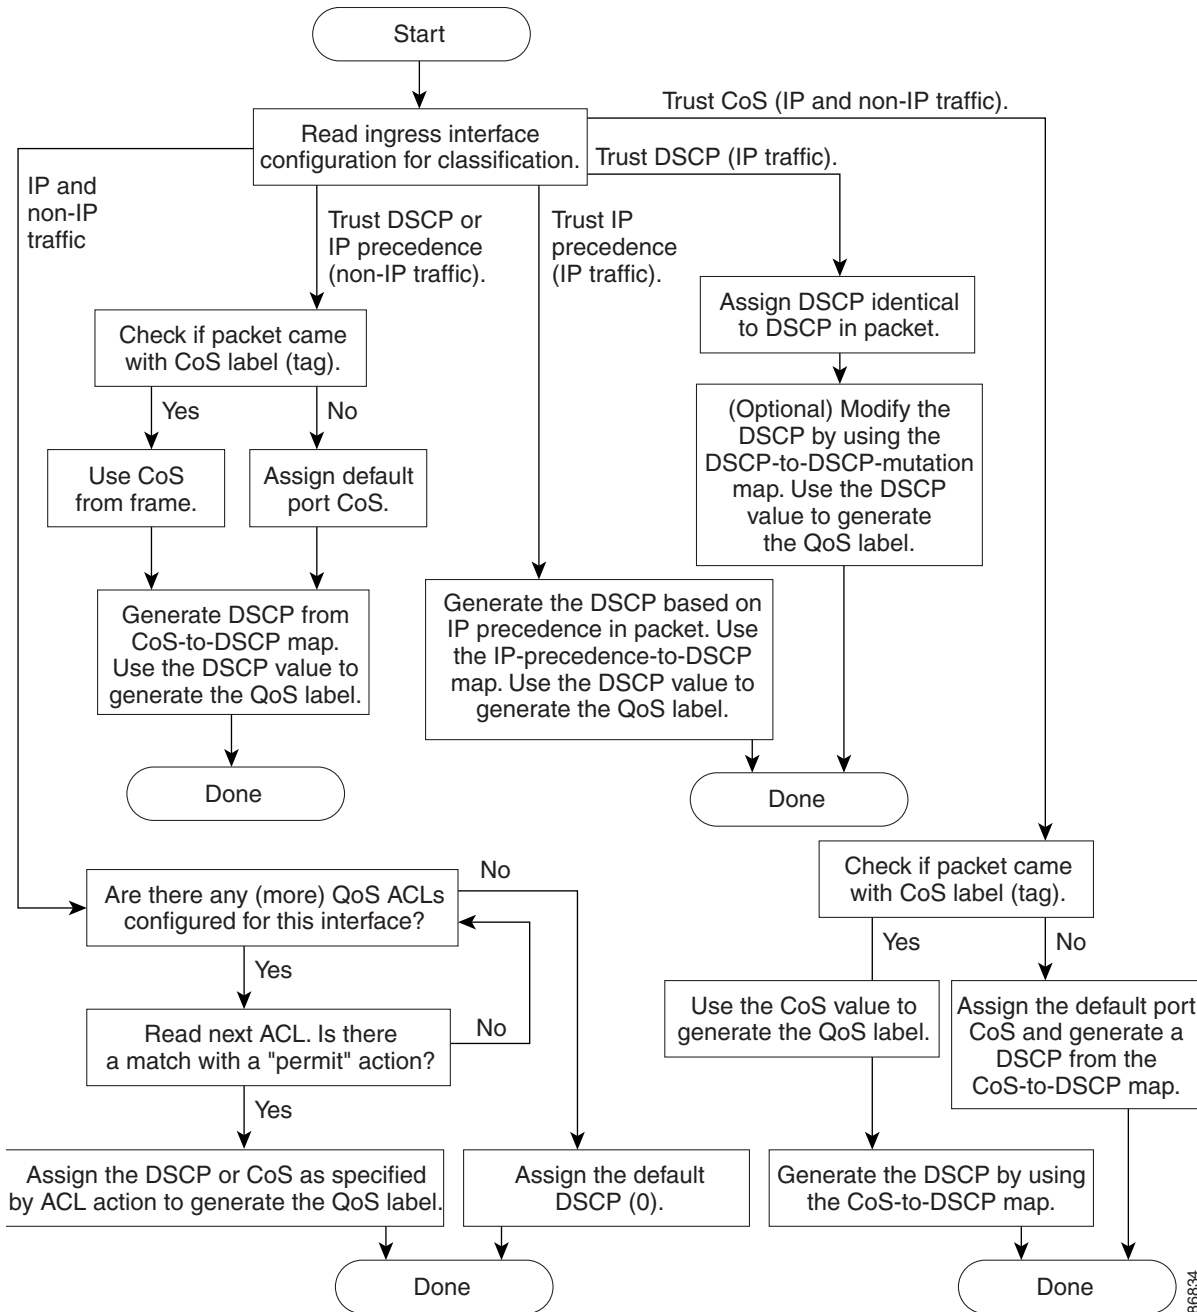 Start
Trust CoS (IP and non-IP traffic).
Read ingress interface
configuration for classification.
Trust DSCP (IP traffic).
IP and
non-IP
traffic
Trust DSCP or
IP precedence
(non-IP traffic).
Trust IP
precedence
(IP traffic).
Assign DSCP identical
to DSCP in packet.
Check if packet came
with CoS label (tag).
Yes
No
(Optional) Modify the
DSCP by using the
DSCP-to-DSCP-mutation
map. Use the DSCP
value to generate
the QoS label.
Use CoS
from frame.
Assign default
port CoS.
Generate DSCP from
CoS-to-DSCP map.
Use the DSCP value to
generate the QoS label.
Generate the DSCP based on
IP precedence in packet. Use
the IP-precedence-to-DSCP
map. Use the DSCP value to
generate the QoS label.
Done
Done
Check if packet came
with CoS label (tag).
Are there any (more) QoS ACLs
configured for this interface?
No
Yes
No
Yes
Read next ACL. Is there
a match with a "permit" action?
No
Use the CoS value to
generate the QoS label.
Assign the default port
CoS and generate a
DSCP from the
CoS-to-DSCP map.
Yes
Assign the DSCP or CoS as specified
by ACL action to generate the QoS label.
Assign the default
DSCP (0).
Generate the DSCP by using
the CoS-to-DSCP map.
Done
Done
86834